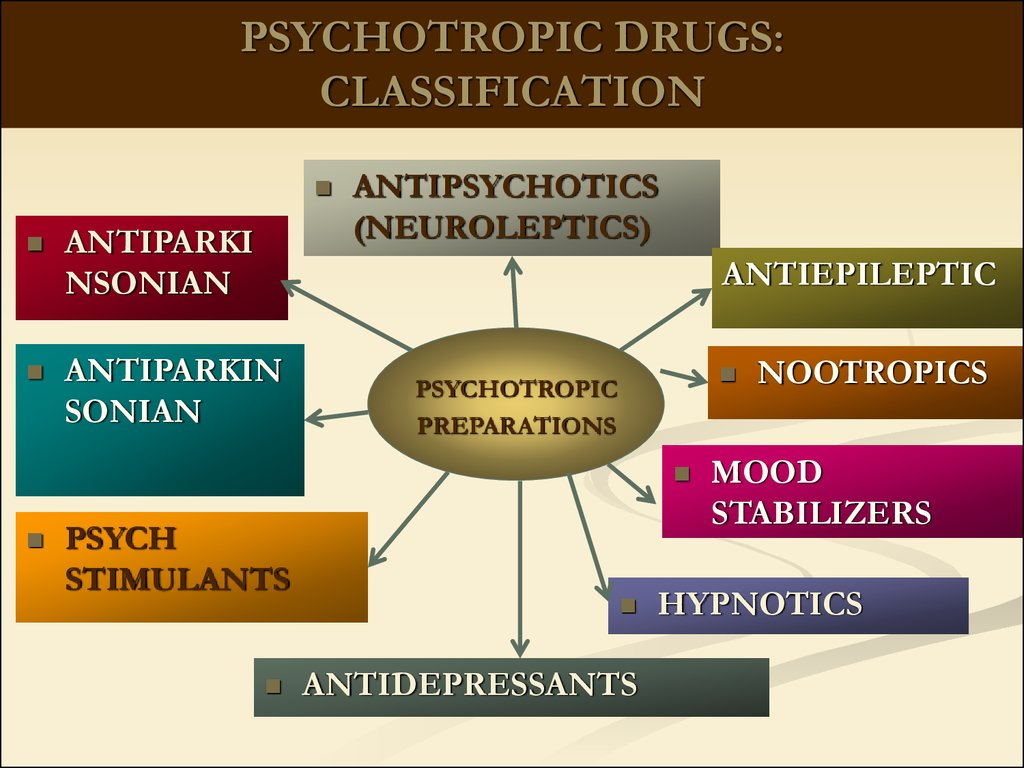 PSYCHOTROPIC DRUGS:
CLASSIFICATION
ANTIPSYCHOTICS
(NEUROLEPTICS)
ANTIPARKI
NSONIAN
ANTIEPILEPTIC
ANTIPARKIN
SONIAN
PSYCHOTROPIC
PREPARATIONS
NOOTROPICS
MOOD
STABILIZERS
PSYCH
STIMULANTS
HYPNOTICS
ANTIDEPRESSANTS